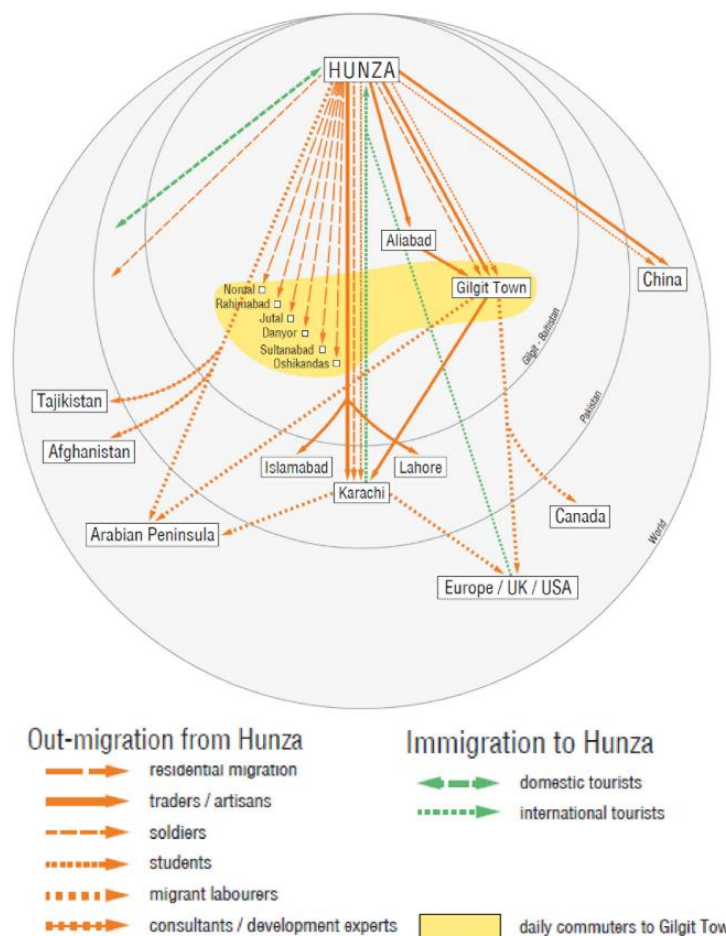 HUNZA
Aliabad
Gilgit Town
China
Nomal
Rahimabad
Jutal
Danyor
Sultanabad
Oshikandas
Gilgit - Baltistan
Pakistan
World
Tajikistan
Afghanistan
Islamabad
Lahore
Karachi
Arabian Peninsula
Canada
Europe / UK / USA
Out-migration from Hunza
residential migration
traders / artisans
soldiers
students
migrant labourers
consultants / development experts
Immigration to Hunza
domestic tourists
international tourists
daily commuters to Gilgit Tow